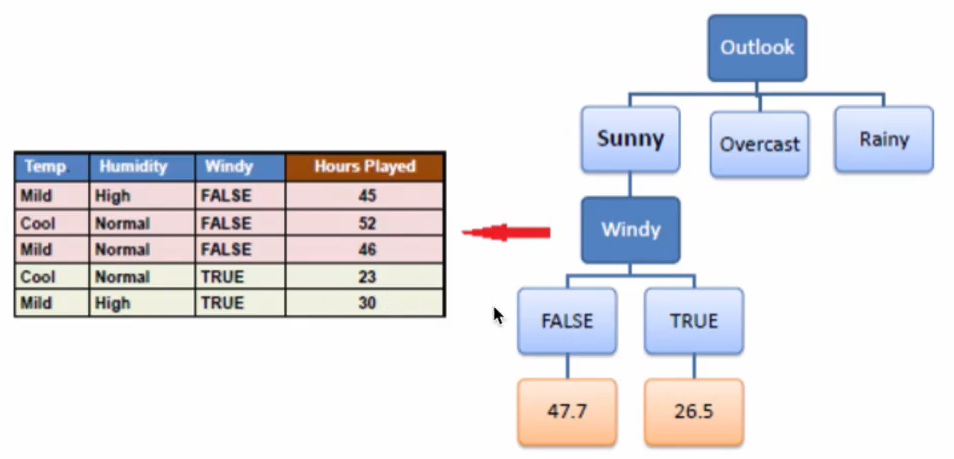 Outlook
Sunny
Overcast
Rainy
Temp. Humidity Windy Hours Played
Mild High FALSE 45
Cool Normal FALSE 52
Mild Normal FALSE 46
Cool Normal TRUE 23
Mild High TRUE 30
Windy
FALSE
TRUE
47.7
26.5